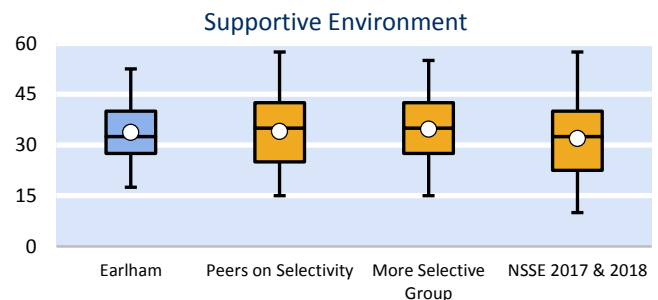 Supportive Environment
60
45
30
15
0
Earlham
Peers on Selectivity
More Selective
Group
NSSE 2017 & 2018